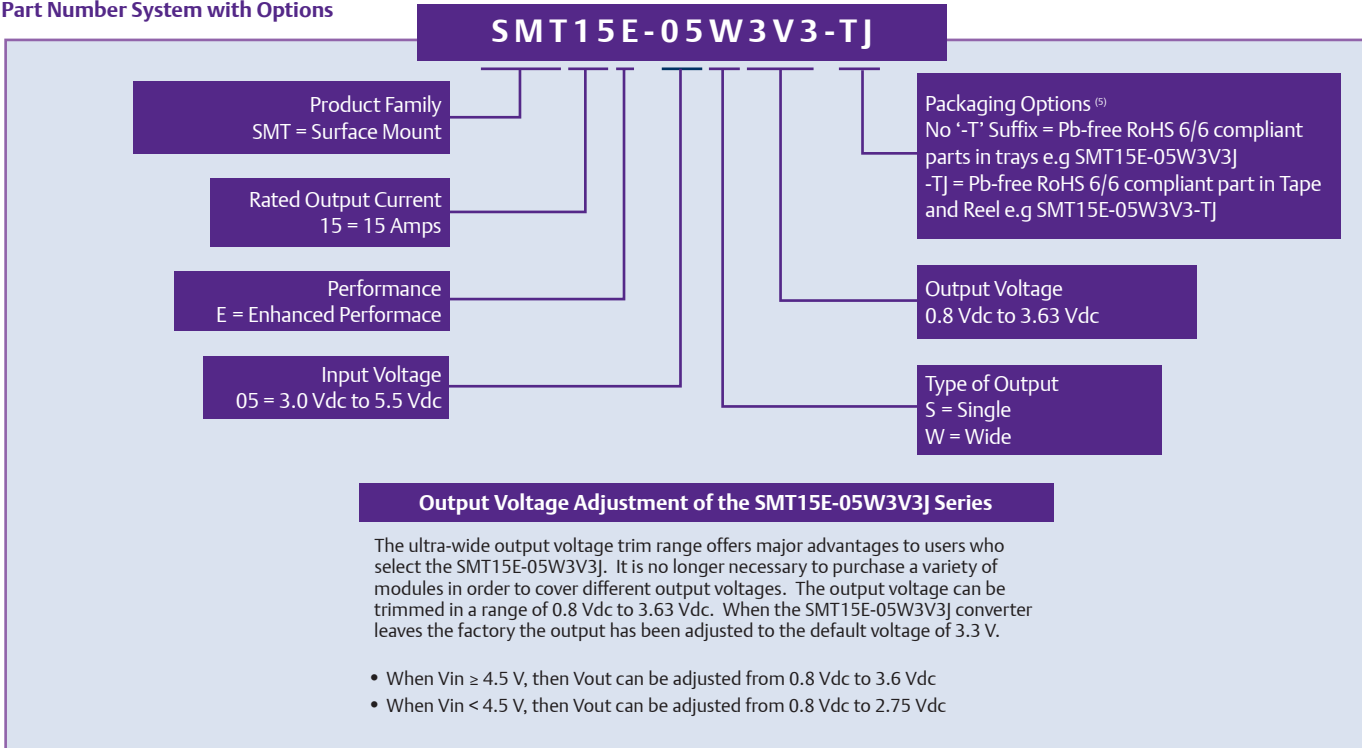 Part Number System with Options
SMT15E-05W3V3-TJ
Product Family
SMT = Surface Mount
Rated Output Current
15 = 15 Amps
Performance
E = Enhanced Performace
Input Voltage
05 = 3.0 Vdc to 5.5 Vdc
Packaging Options (5)
No ‘-T’ Suffix = Pb-free RoHS 6/6 compliant
parts in trays e.g SMT15E-05W3V3J
-TJ = Pb-free RoHS 6/6 compliant part in Tape
and Reel e.g SMT15E-05W3V3-TJ
Output Voltage
0.8 Vdc to 3.63 Vdc
Type of Output
S = Single
W = Wide
Output Voltage Adjustment of the SMT15E-05W3V3J Series
The ultra-wide output voltage trim range offers major advantages to users who
select the SMT15E-05W3V3J. It is no longer necessary to purchase a variety of
modules in order to cover different output voltages. The output voltage can be
trimmed in a range of 0.8 Vdc to 3.63 Vdc. When the SMT15E-05W3V3J converter
leaves the factory the output has been adjusted to the default voltage of 3.3 V.
• When Vin ≥ 4.5 V, then Vout can be adjusted from 0.8 Vdc to 3.6 Vdc
• When Vin < 4.5 V, then Vout can be adjusted from 0.8 Vdc to 2.75 Vdc